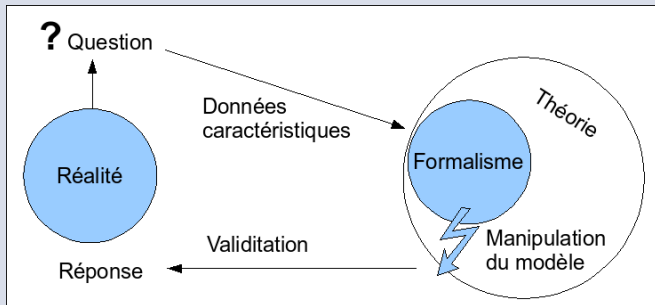 ? Question
Données
caractéristiques
Théorie
Formalisme
Réalité
Validitation
Manipulation
du modèle
Réponse